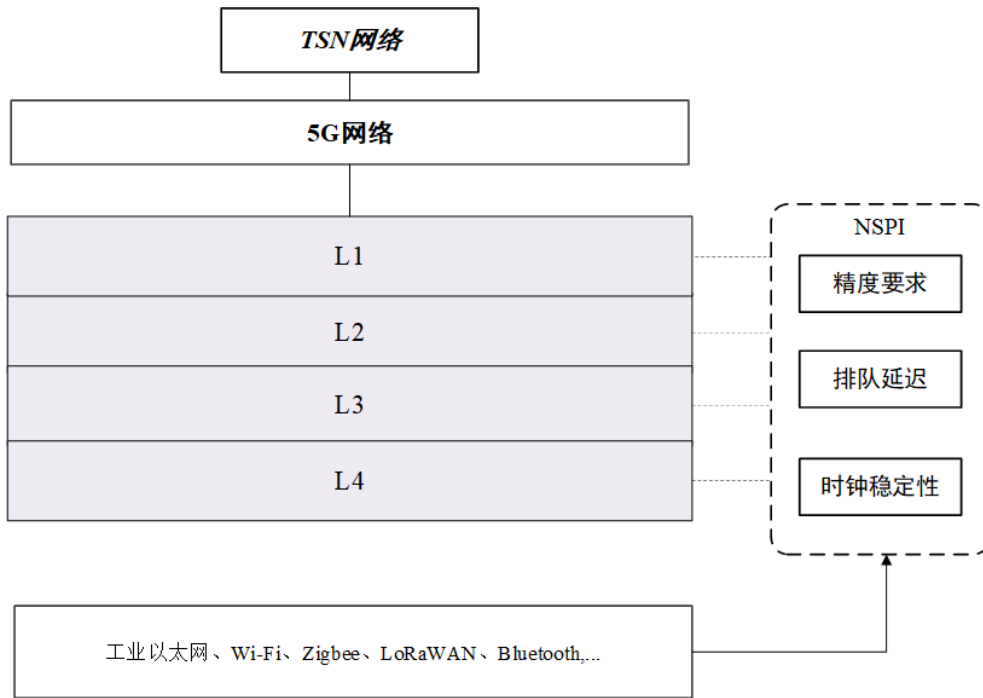 TSN网络
5G网络
L1
L2
L3
L4
NSPI
精度要求
排队延迟
时钟稳定性
工业以太网、Wi-Fi、Zigbee、LoRaWAN、Bluetooth,...